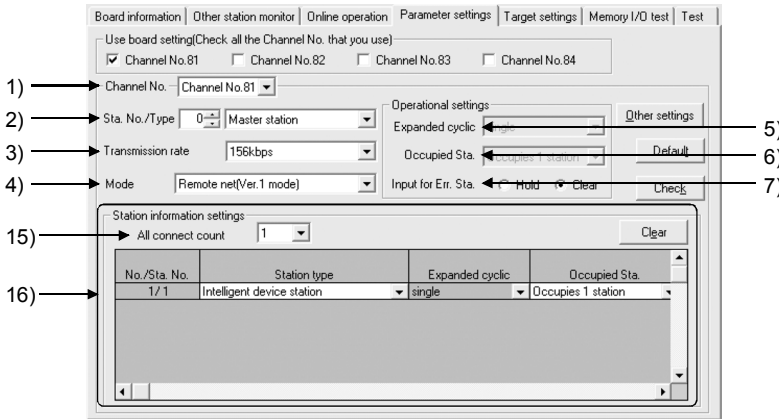 Board information Other station monitor Online operation Parameter settings Target settings Memory I/O test Test
Use board setting(Check all the Channel No. that you use)
Channel No.81 Channel No.82 Channel No.83 Channel No.84
1) Channel No. Channel No.81
2) Sta. No./Type 0 Master station
Operational settings
Other settings
Expanded cyclic single 5)
3) Transmission rate 156kbps
Occupied Sta. Occupies 1 station 6)
Default
4) Mode Remote net(Ver.1 mode)
Input for Err. Sta. Hold Clear 7)
Check
Station information settings
15) All connect count 1 Clear
No./Sta. No. Station type Expanded cyclic Occupied Sta.
16) 1/ 1 Intelligent device station single Occupies 1 station